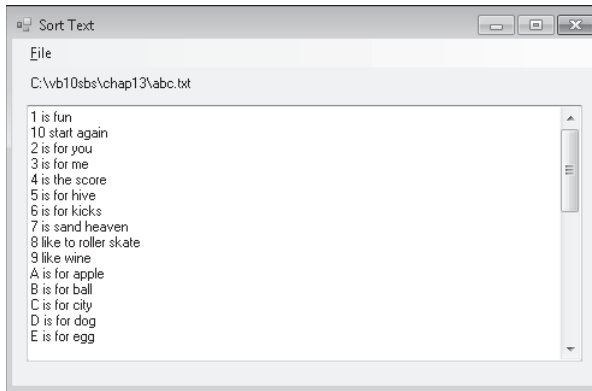 Sort Text
File
C:\vb10sbs\chap13\abc.txt
1 is fun
10 start again
2 is for you
3 is for me
4 is the score
5 is for hive
6 is for kicks
7 is sand heaven
8 like to roller skate
9 like wine
A is for apple
B is for ball
C is for city
D is for dog
E is for egg